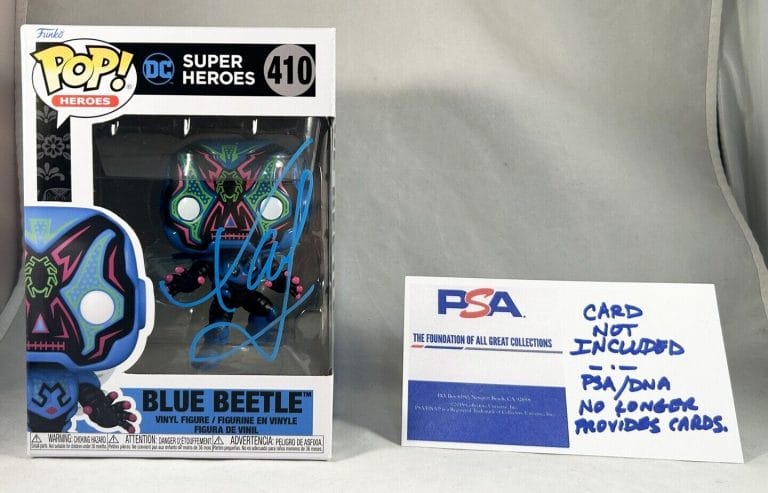 Funko
POP!
HEROES
DC
SUPER
HEROES
410
BLUE BEETLE™
VINYL FIGURE / FIGURINE EN VINYLE
FIGURA DE VINIL
WARNING: CHOKING HAZARD
ATTENTION: DANGER D'ÉTOUFFEMENT
ADVERTENCIA: PELIGRO DE ASFIXIA
PSA
THE FOUNDATION OF ALL GREAT COLLECTIONS
CARD
NOT
INCLUDED
PSA/DNA
NO LONGER
PROVIDES CARDS.